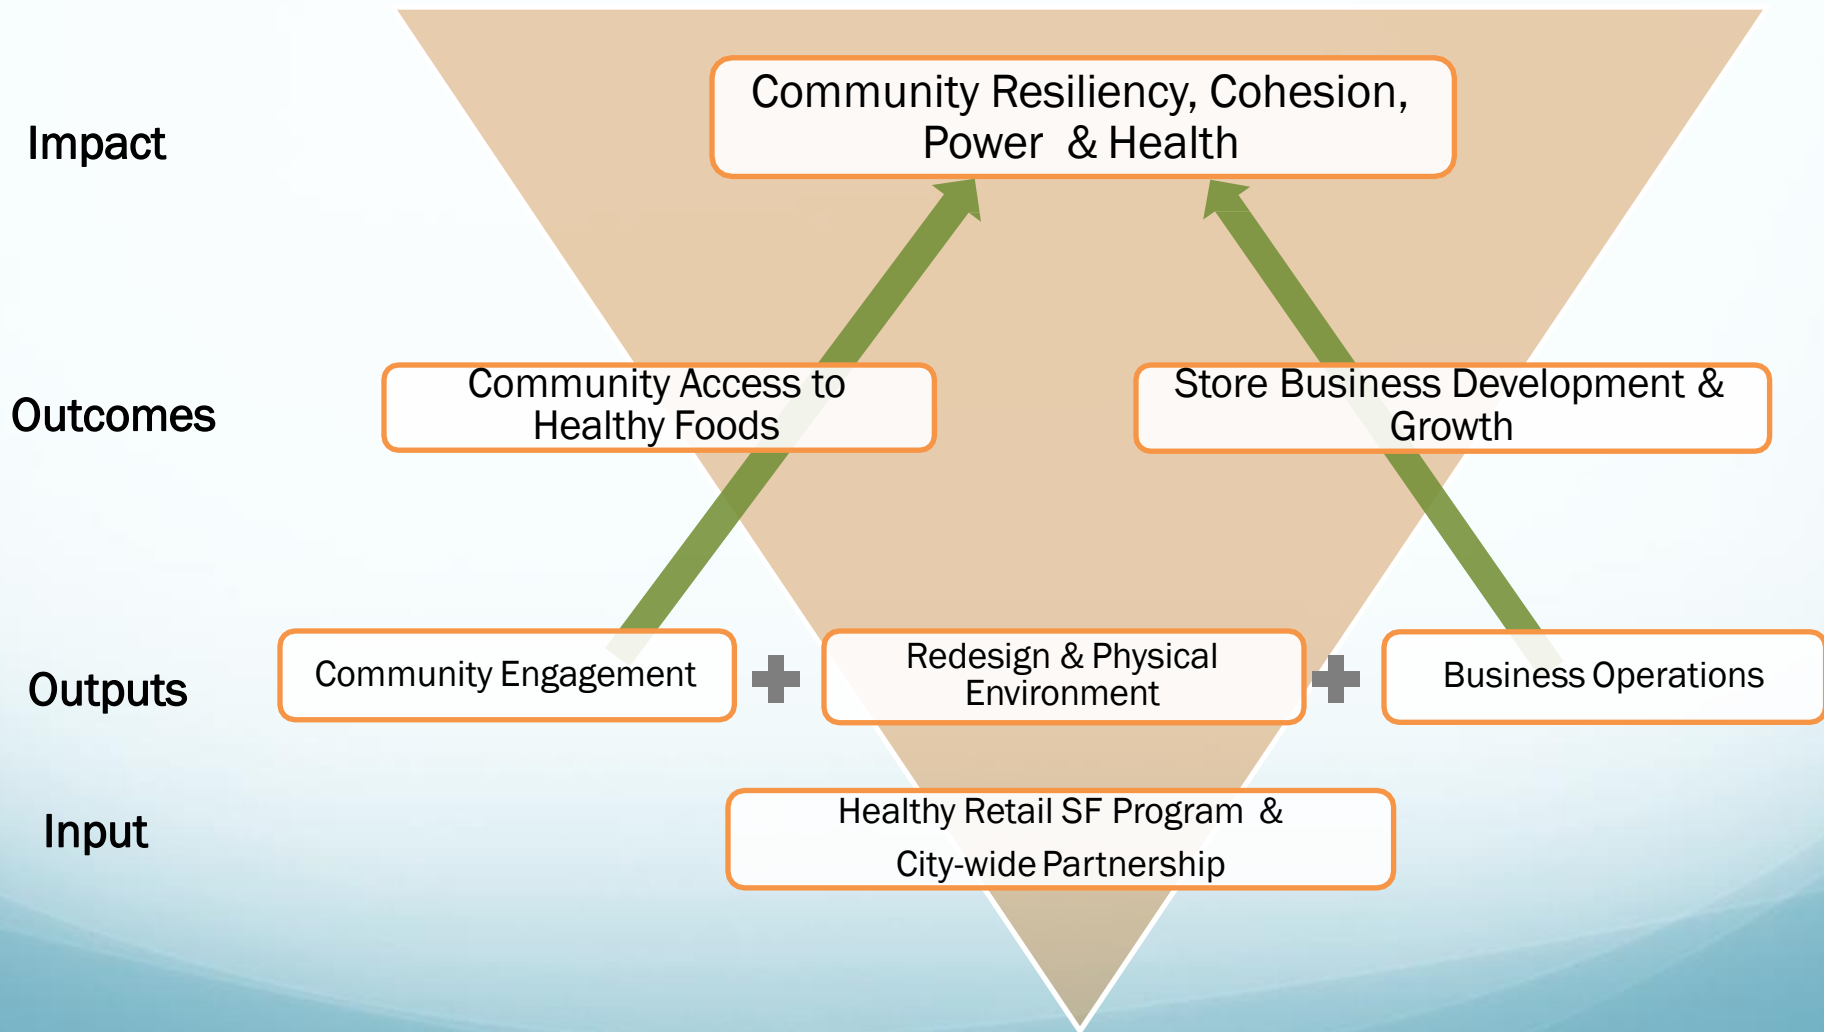 Impact
Community Resiliency, Cohesion,
Power & Health
Outcomes
Community Access to
Healthy Foods
Store Business Development &
Growth
Outputs
Community Engagement
Redesign & Physical
Environment
Business Operations
Input
Healthy Retail SF Program &
City-wide Partnership